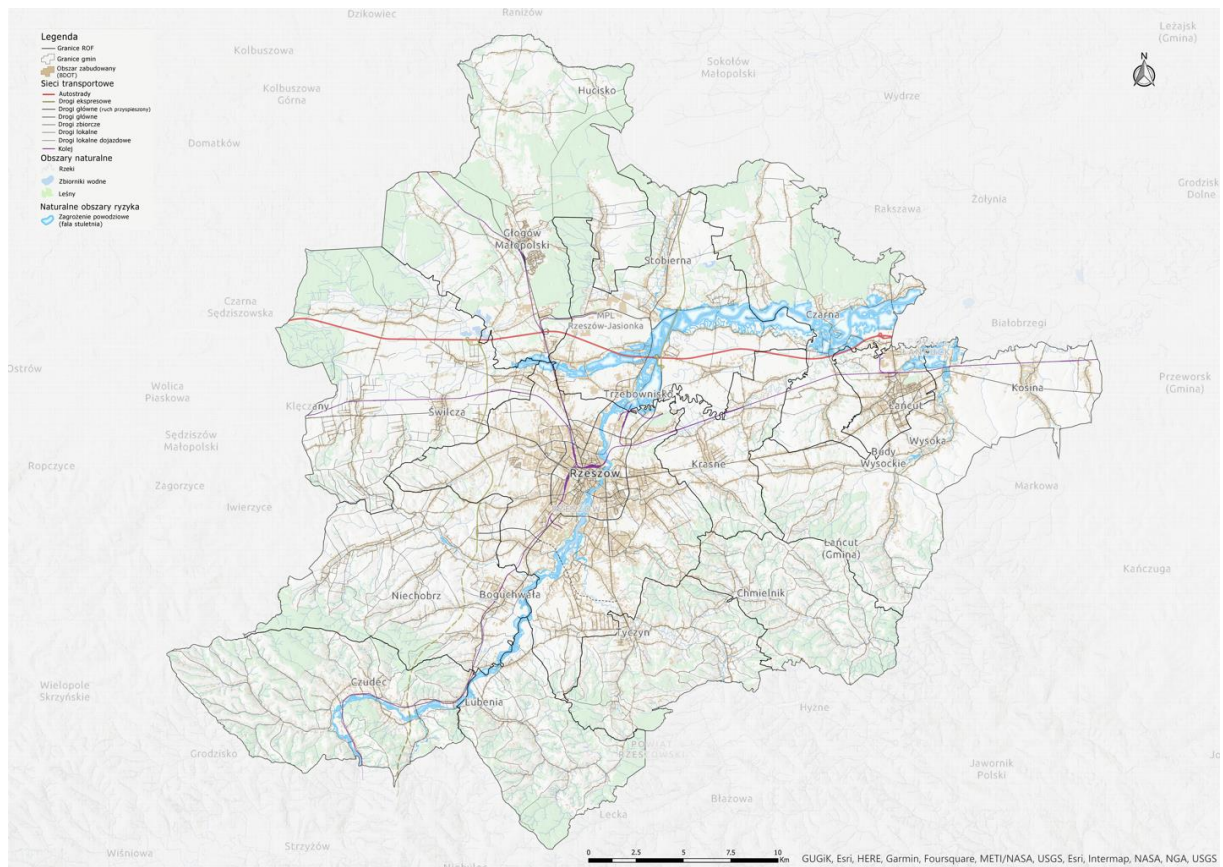 Dzikowiec
Raniżów
Leżajsk
(Gmina)
Legenda
Granice ROF
Granice gmin
Obszar zabudowany
(BDOT)
Sieci transportowe
Autostrady
Drogi ekspresowe
Drogi główne (ruch przyspieszony)
Drogi główne
Drogi zbiorcze
Drogi lokalne
Drogi lokalne dojazdowe
Kolej
Obszary naturalne
Rzeki
Zbiorniki wodne
Leśny
Naturalne obszary ryzyka
Zagrożenie powodziowe
(fala stuletnia)
N
Kolbuszowa
Sokołów
Małopolski
Kolbuszowa
Górna
Hucisko
Wydrze
Domatków
Grodzisk
Dolne
Żołynia
Rakszawa
Głogów
Małopolski
Stobierna
Czarna
Sędziszowska
MPL
Rzeszów-Jasionka
Czarna
Białobrzegi
Ostrów
Wolica
Piaskowa
Trzebownisko
Kosina
Przeworsk
(Gmina)
Klęczany
Świlcza
Łańcut
Sędziszów
Małopolski
Wysoka
Budy
Wysockie
Ropczyce
Krasne
Rzeszów
Zagorzyce
Markowa
Iwierzyce
Łańcut
(Gmina)
Kańczuga
Niechobrz
Boguchwała
Chmielnik
Tyczyn
Wielopole
Skrzyńskie
Czudec
Lubenia
Hyżne
Grodzisko
POWIAT
RZESZOWSKI
Jawornik
Polski
Błażowa
Lecka
Strzyżów
Wiśniowa
0 2.5 5 7.5 10
Km
GUGiK, Esri, HERE, Garmin, Foursquare, METI/NASA, USGS, Esri, Intermap, NASA, NGA, USGS